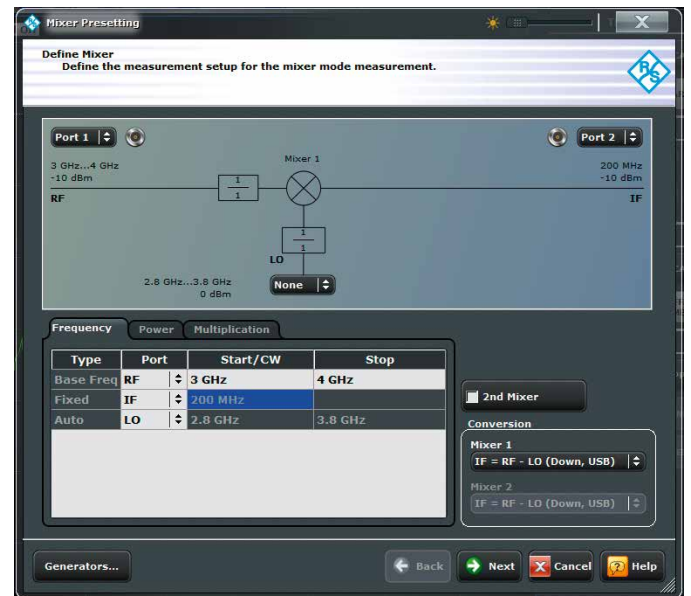 Mixer Presetting
Define Mixer
Define the measurement setup for the mixer mode measurement.
R&S
Port 1
Port 2
3 GHz...4 GHz
-10 dBm
RF
Mixer 1
200 MHz
-10 dBm
IF
1
1
1
1
LO
2.8 GHz...3.8 GHz
0 dBm
None
Frequency Power Multiplication
Type Port Start/CW Stop
Base Freq RF 3 GHz 4 GHz
Fixed IF 200 MHz
Auto LO 2.8 GHz 3.8 GHz
2nd Mixer
Conversion
Mixer 1
IF = RF - LO (Down, USB)
Mixer 2
IF = RF - LO (Down, USB)
Generators...
Back Next Cancel Help